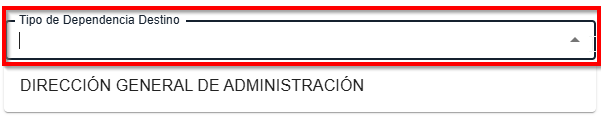 Tipo de Dependencia Destino
DIRECCIÓN GENERAL DE ADMINISTRACIÓN